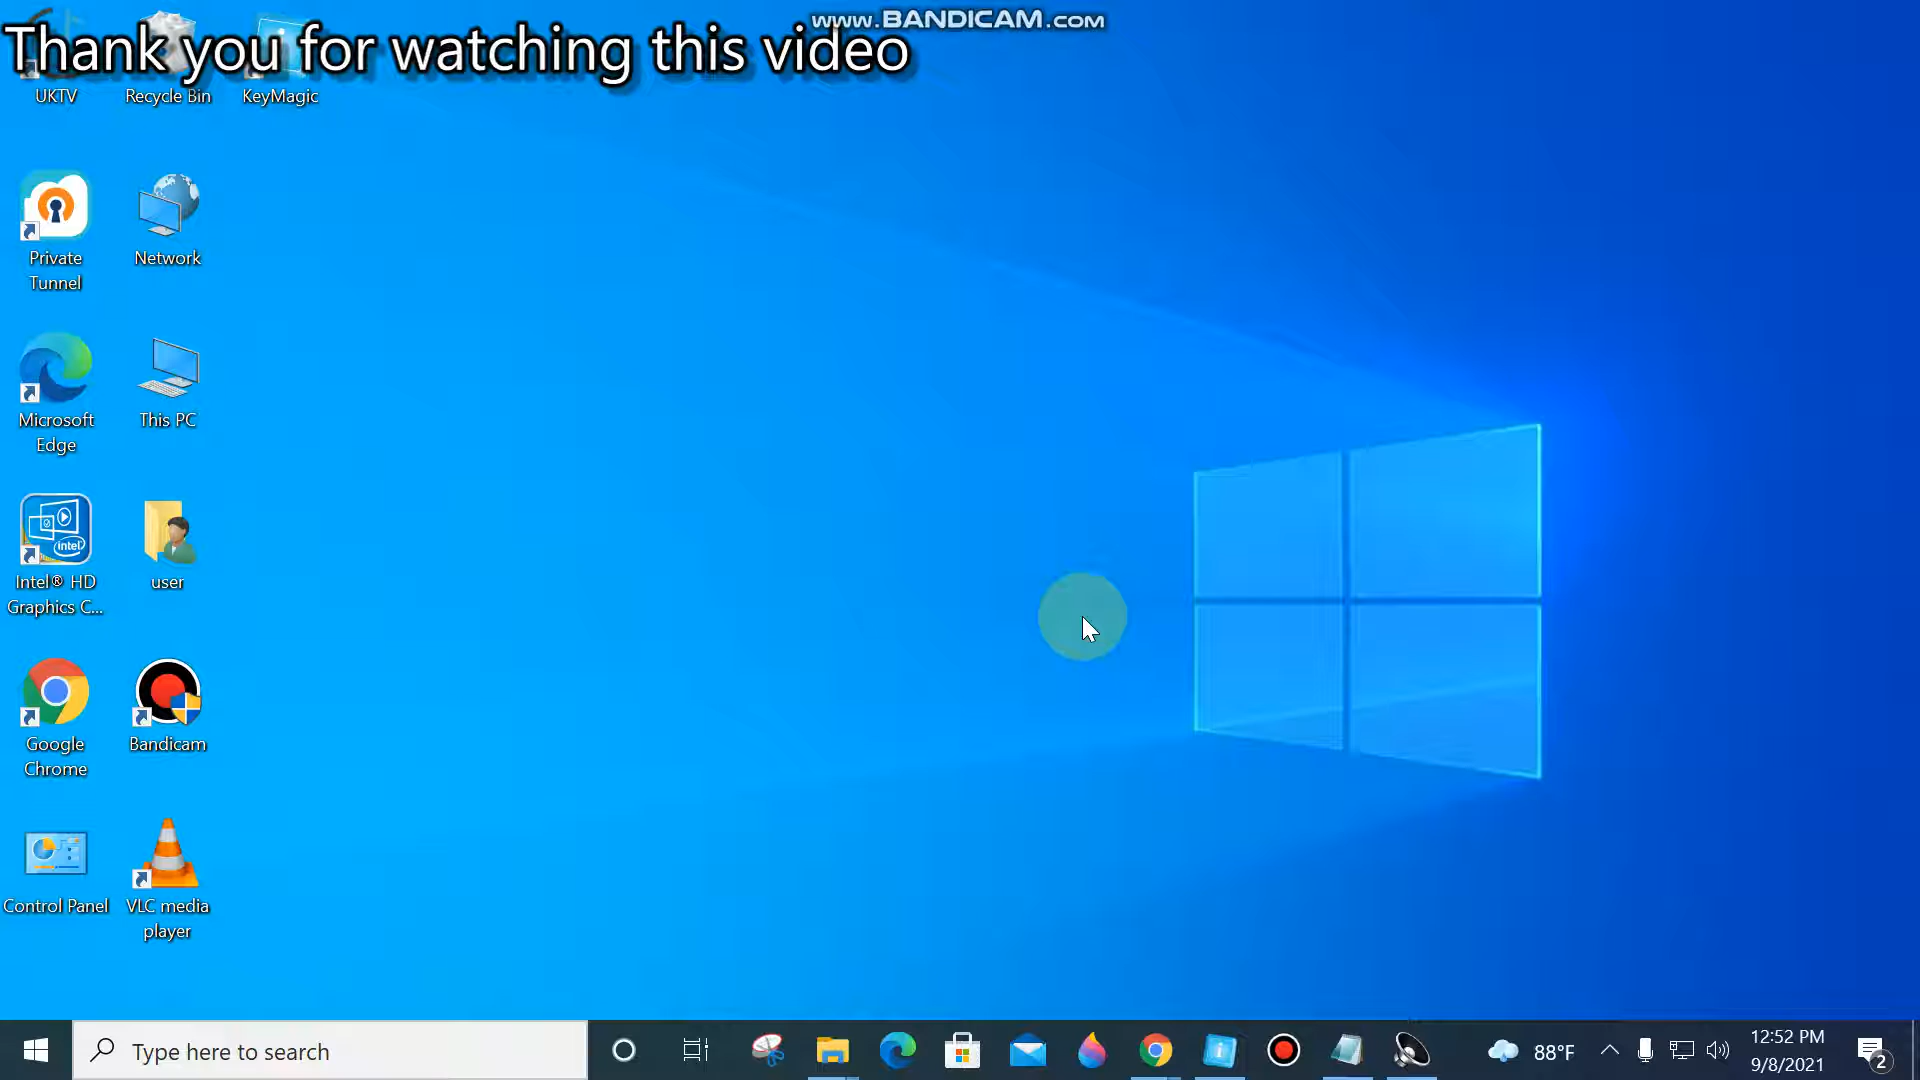 www.BANDICAM.com
Thank you for watching this video
UKTV
Recycle Bin
KeyMagic
Private
Tunnel
Network
Microsoft
Edge
This PC
intel
Intel® HD
Graphics C...
user
Google
Chrome
Bandicam
Control Panel
VLC media
player
Type here to search
88°F
12:52 PM
9/8/2021
2